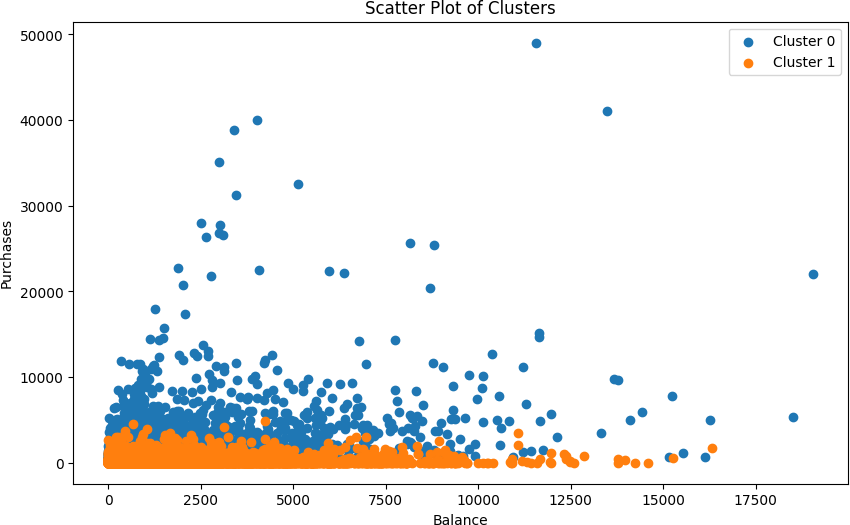 Scatter Plot of Clusters
Cluster 0
Cluster 1
50000
40000
30000
20000
10000
0
Purchases
0 2500 5000 7500 10000 12500 15000 17500
Balance